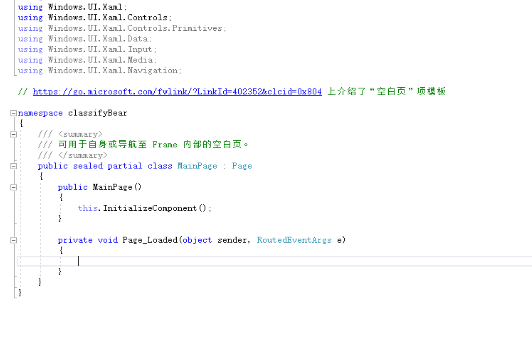 using Windows.UI.Xaml;
using Windows.UI.Xaml.Controls;
using Windows.UI.Xaml.Controls.Primitives;
using Windows.UI.Xaml.Data;
using Windows.UI.Xaml.Input;
using Windows.UI.Xaml.Media;
using Windows.UI.Xaml.Navigation;
// https://go.microsoft.com/fwlink/?LinkId=402352&clcid=0x804 上介绍了“空白页”项模板
namespace classifyBear
{
/// <summary>
/// 可用于自身或导航至 Frame 内部的空白页。
/// </summary>
public sealed partial class MainPage : Page
{
public MainPage()
{
this.InitializeComponent();
}
private void Page_Loaded(object sender, RoutedEventArgs e)
{
}
}
}